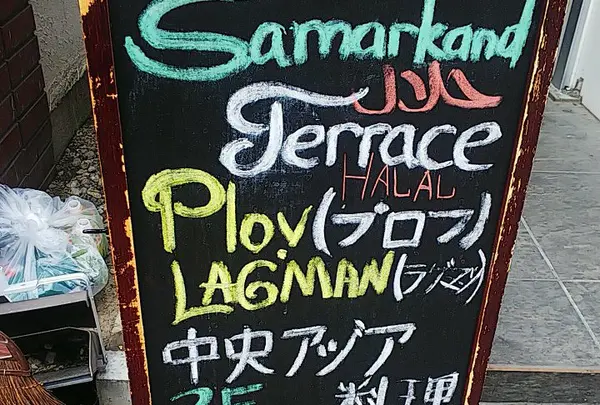 Samarkand
حلال
Terrace
HALAL
Plov (プロフ)
LAGMAN (ラグマン)
中央アジア
料理